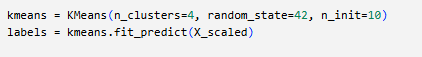 kmeans = KMeans(n_clusters=4, random_state=42, n_init=10)
labels = kmeans.fit_predict(X_scaled)